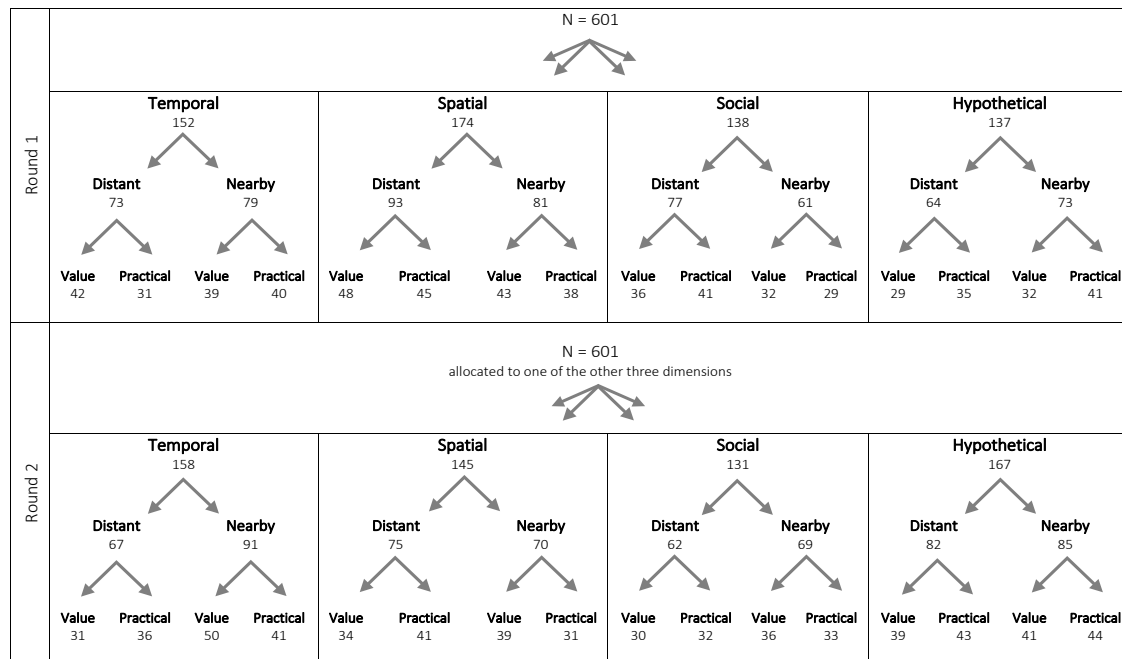 Round 1
N = 601
Temporal Spatial Social Hypothetical
152 174 138 137
Distant Nearby Distant Nearby Distant Nearby Distant Nearby
73 79 93 81 77 61 64 73
Value Practical Value Practical Value Practical Value Practical Value Practical Value Practical Value Practical Value Practical
42 31 39 40 48 45 43 38 36 41 32 29 29 35 32 41
Round 2
N = 601
allocated to one of the other three dimensions
Temporal Spatial Social Hypothetical
158 145 131 167
Distant Nearby Distant Nearby Distant Nearby Distant Nearby
67 91 75 70 62 69 82 85
Value Practical Value Practical Value Practical Value Practical Value Practical Value Practical Value Practical Value Practical
31 36 50 41 34 41 39 31 30 32 36 33 39 43 41 44